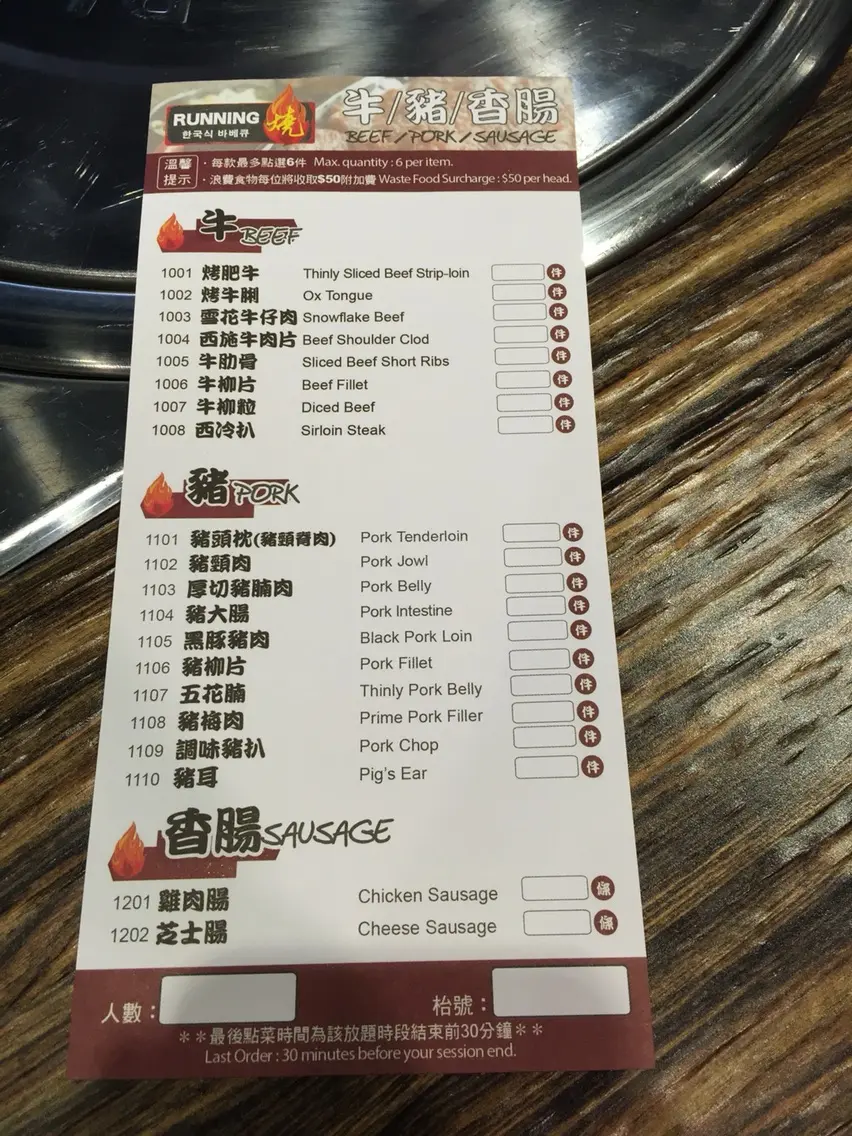 RUNNING 燒
한국식 바베큐
牛/豬/香腸
BEEF/PORK/SAUSAGE
溫馨提示
・每款最多點選6件 Max. quantity : 6 per item.
・浪費食物每位將收取$50附加費 Waste Food Surcharge : $50 per head.
牛 BEEF
1001 烤肥牛 Thinly Sliced Beef Strip-loin 件
1002 烤牛脷 Ox Tongue 件
1003 雪花牛仔肉 Snowflake Beef 件
1004 西施牛肉片 Beef Shoulder Clod 件
1005 牛肋骨 Sliced Beef Short Ribs 件
1006 牛柳片 Beef Fillet 件
1007 牛柳粒 Diced Beef 件
1008 西冷扒 Sirloin Steak 件
豬 PORK
1101 豬頭枕(豬頸脊肉) Pork Tenderloin 件
1102 豬頸肉 Pork Jowl 件
1103 厚切豬腩肉 Pork Belly 件
1104 豬大腸 Pork Intestine 件
1105 黑豚豬肉 Black Pork Loin 件
1106 豬柳片 Pork Fillet 件
1107 五花腩 Thinly Pork Belly 件
1108 豬梅肉 Prime Pork Filler 件
1109 調味豬扒 Pork Chop 件
1110 豬耳 Pig's Ear 件
香腸 SAUSAGE
1201 雞肉腸 Chicken Sausage 條
1202 芝士腸 Cheese Sausage 條
人數： 枱號：
＊＊最後點菜時間為該放題時段結束前30分鐘＊＊
Last Order : 30 minutes before your session end.